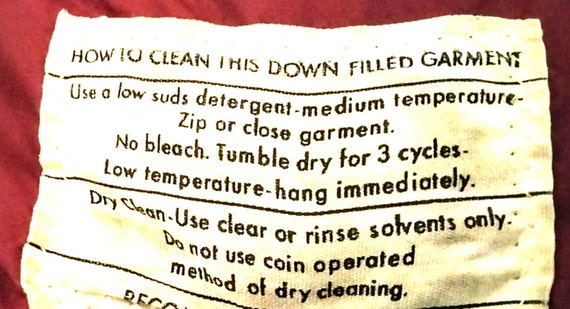 HOW TO CLEAN THIS DOWN FILLED GARMENT
Use a low suds detergent-medium temperature-
Zip or close garment.
No bleach. Tumble dry for 3 cycles-
Low temperature-hang immediately.
Dry Clean-Use clear or rinse solvents only.
Do not use coin operated
method of dry cleaning.